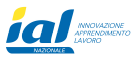 ial
NAZIONALE
INNOVAZIONE
APPRENDIMENTO
LAVORO